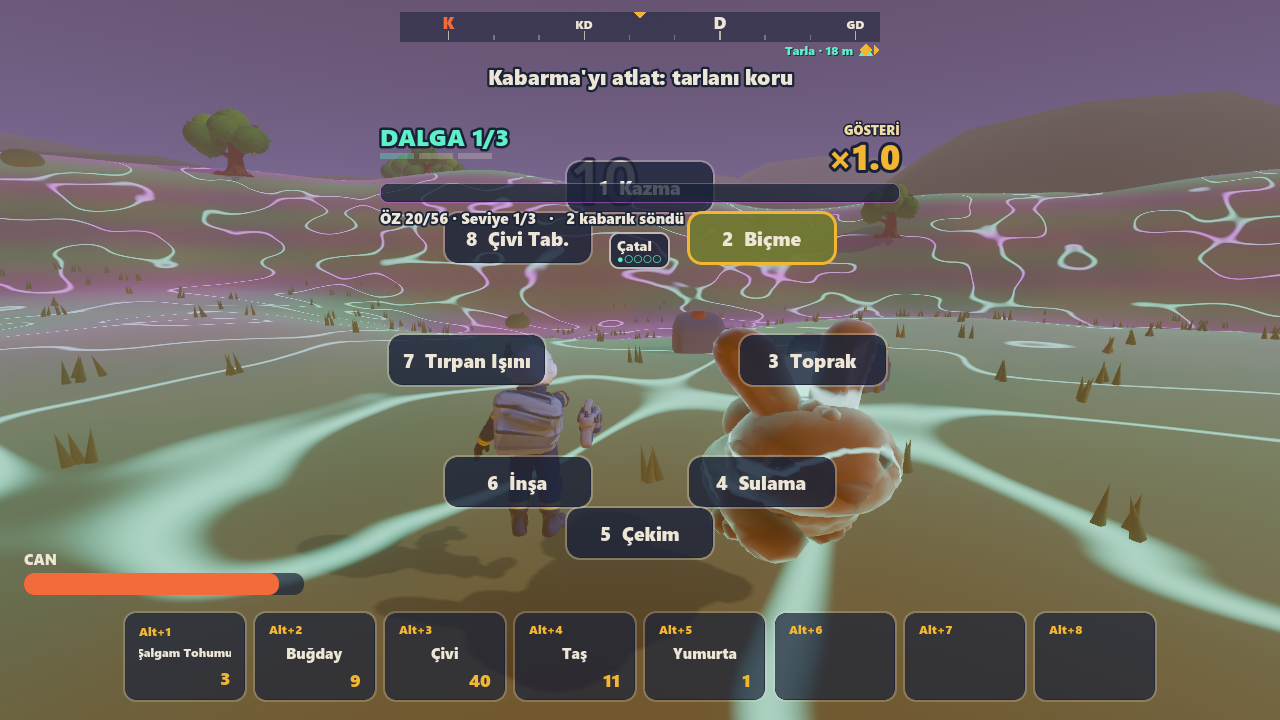 K KD D GD
Tarla · 18 m
Kabarma'yı atlat: tarlanı koru
DALGA 1/3
GÖSTERİ
×1.0
10
1 Kazma
ÖZ 20/56 · Seviye 1/3 · 2 kabarık söndü
8 Çivi Tab.
Çatal
2 Biçme
7 Tırpan Işını
3 Toprak
6 İnşa
4 Sulama
5 Çekim
CAN
Alt+1
Şalgam Tohumu
3
Alt+2
Buğday
9
Alt+3
Çivi
40
Alt+4
Taş
11
Alt+5
Yumurta
1
Alt+6
Alt+7
Alt+8